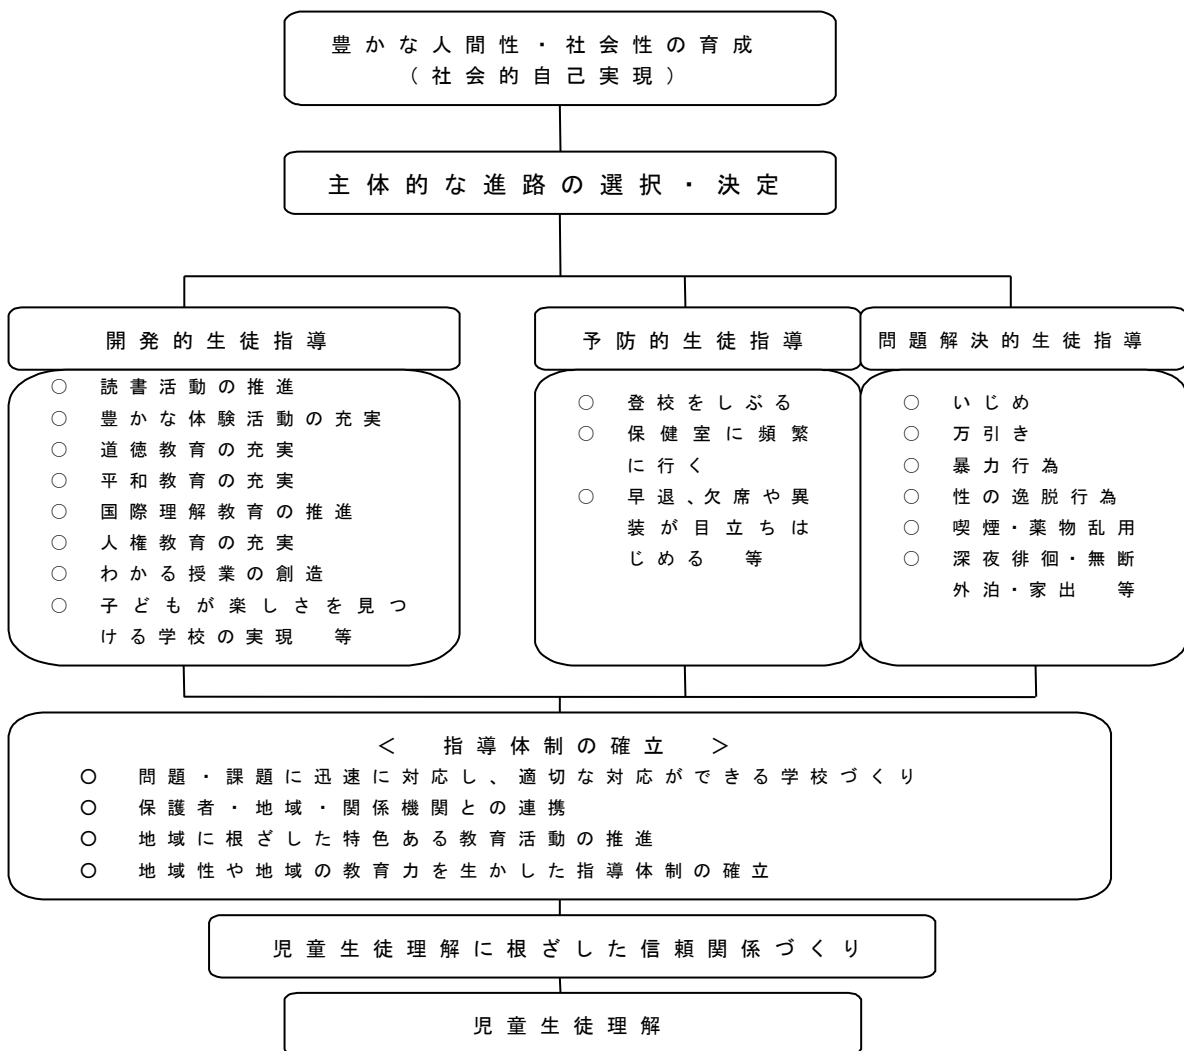 豊かな人間性・社会性の育成
(社会的自己実現)
主体的な進路の選択・決定
開発的生徒指導
○ 読書活動の推進
○ 豊かな体験活動の充実
○ 道徳教育の充実
○ 平和教育の充実
○ 国際理解教育の推進
○ 人権教育の充実
○ わかる授業の創造
○ 子どもが楽しさを見つ
ける学校の実現 等
予防的生徒指導
○ 登校をしぶる
○ 保健室に頻繁
に行く
○ 早退、欠席や異
装が目立ちは
じめる 等
問題解決的生徒指導
○ いじめ
○ 万引き
○ 暴力行為
○ 性の逸脱行為
○ 喫煙・薬物乱用
○ 深夜徘徊・無断
外泊・家出 等
< 指導体制の確立 >
○ 問題・課題に迅速に対応し、適切な対応ができる学校づくり
○ 保護者・地域・関係機関との連携
○ 地域に根ざした特色ある教育活動の推進
○ 地域性や地域の教育力を生かした指導体制の確立
児童生徒理解に根ざした信頼関係づくり
児童生徒理解